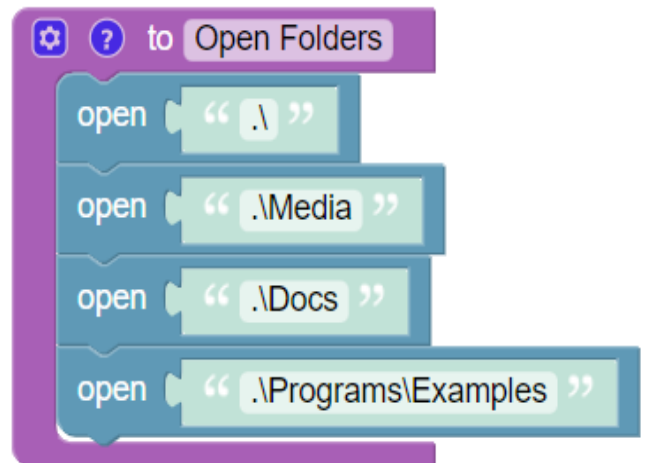 ? to Open Folders
open “ .\ ”
open “ .\Media ”
open “ .\Docs ”
open “ .\Programs\Examples ”